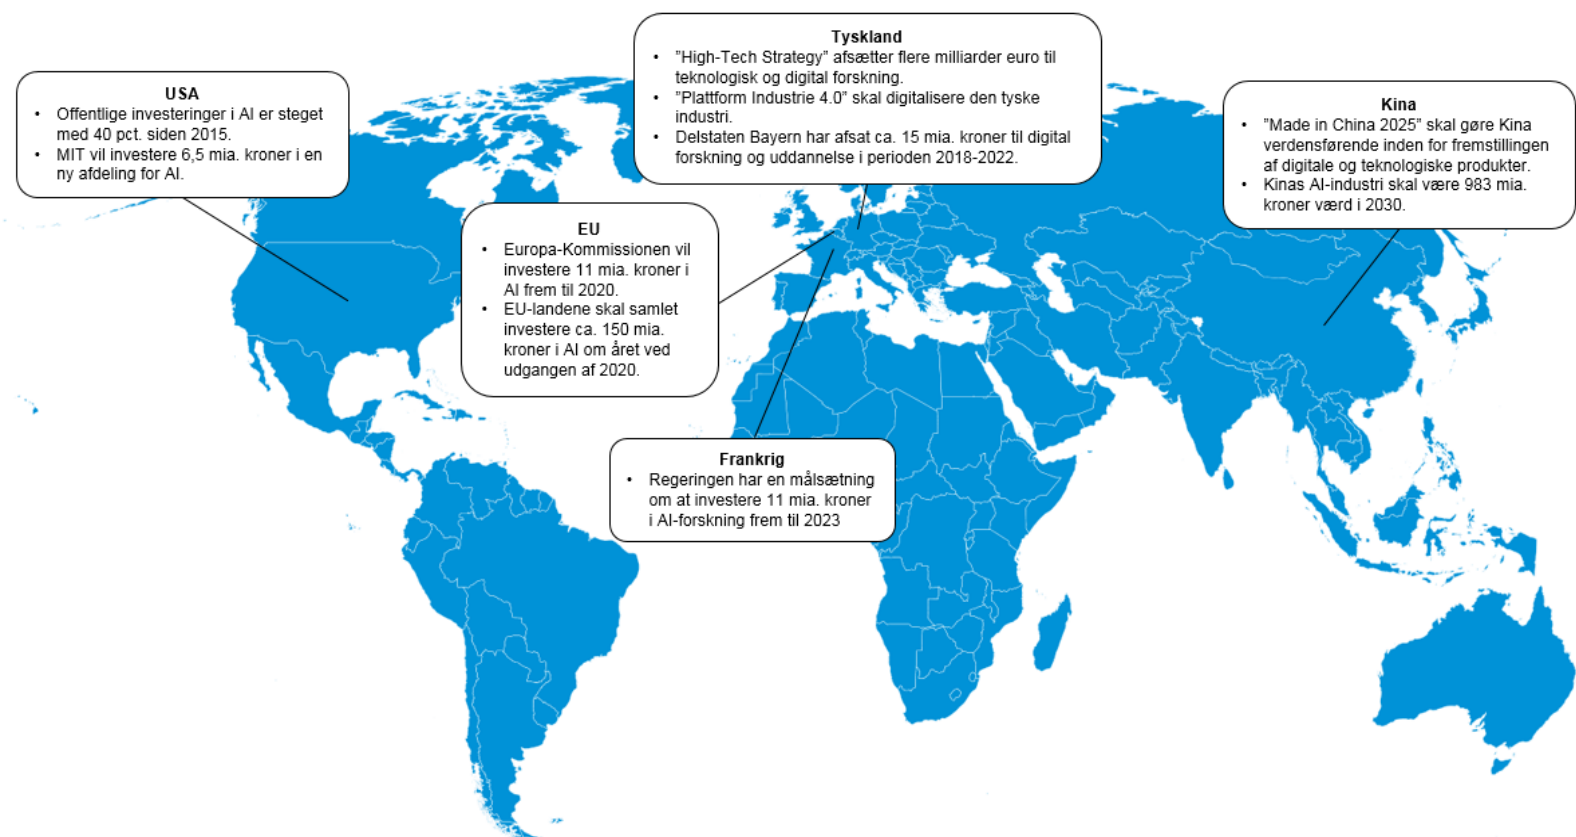 USA
• Offentlige investeringer i AI er steget
med 40 pct. siden 2015.
• MIT vil investere 6,5 mia. kroner i en
ny afdeling for AI.
Tyskland
• ”High-Tech Strategy” afsætter flere milliarder euro til
teknologisk og digital forskning.
• ”Plattform Industrie 4.0” skal digitalisere den tyske
industri.
• Delstaten Bayern har afsat ca. 15 mia. kroner til digital
forskning og uddannelse i perioden 2018-2022.
Kina
• ”Made in China 2025” skal gøre Kina
verdensførende inden for fremstillingen
af digitale og teknologiske produkter.
• Kinas AI-industri skal være 983 mia.
kroner værd i 2030.
EU
• Europa-Kommissionen vil
investere 11 mia. kroner i
AI frem til 2020.
• EU-landene skal samlet
investere ca. 150 mia.
kroner i AI om året ved
udgangen af 2020.
Frankrig
• Regeringen har en målsætning
om at investere 11 mia. kroner
i AI-forskning frem til 2023